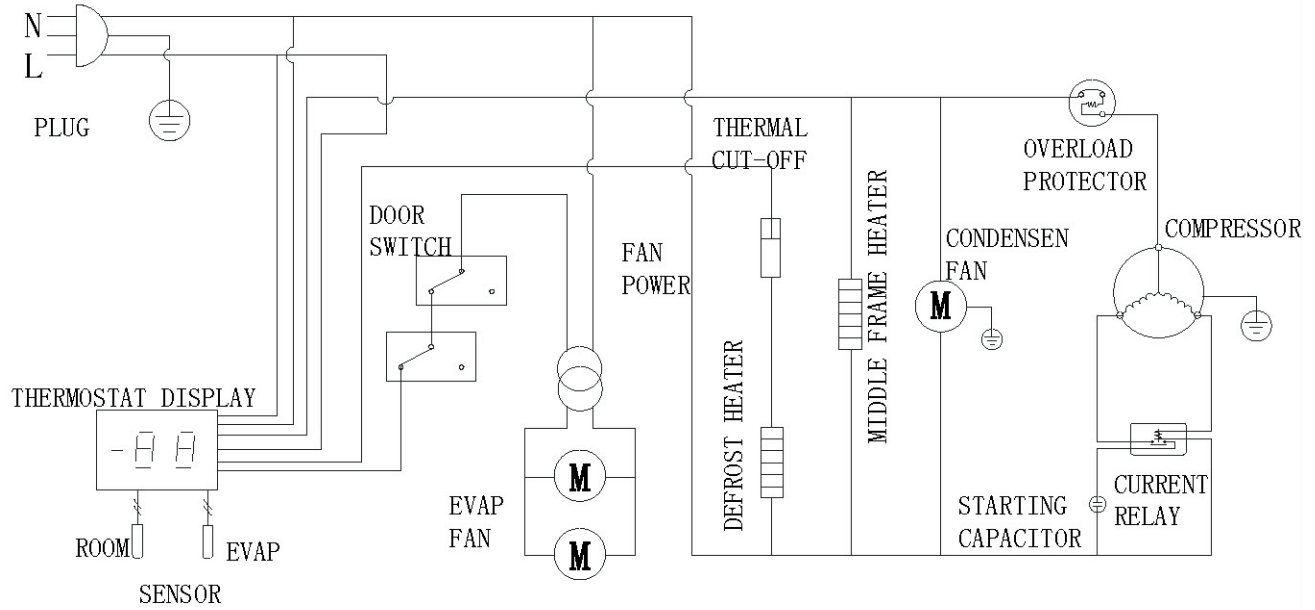 N
L
PLUG
THERMAL
CUT-OFF
OVERLOAD
PROTECTOR
DOOR
SWITCH
FAN
POWER
MIDDLE FRAME HEATER
CONDENSEN
FAN
M
COMPRESSOR
THERMOSTAT DISPLAY
-88
DEFROST HEATER
EVAP
FAN
M
M
STARTING
CAPACITOR
CURRENT
RELAY
ROOM
EVAP
SENSOR